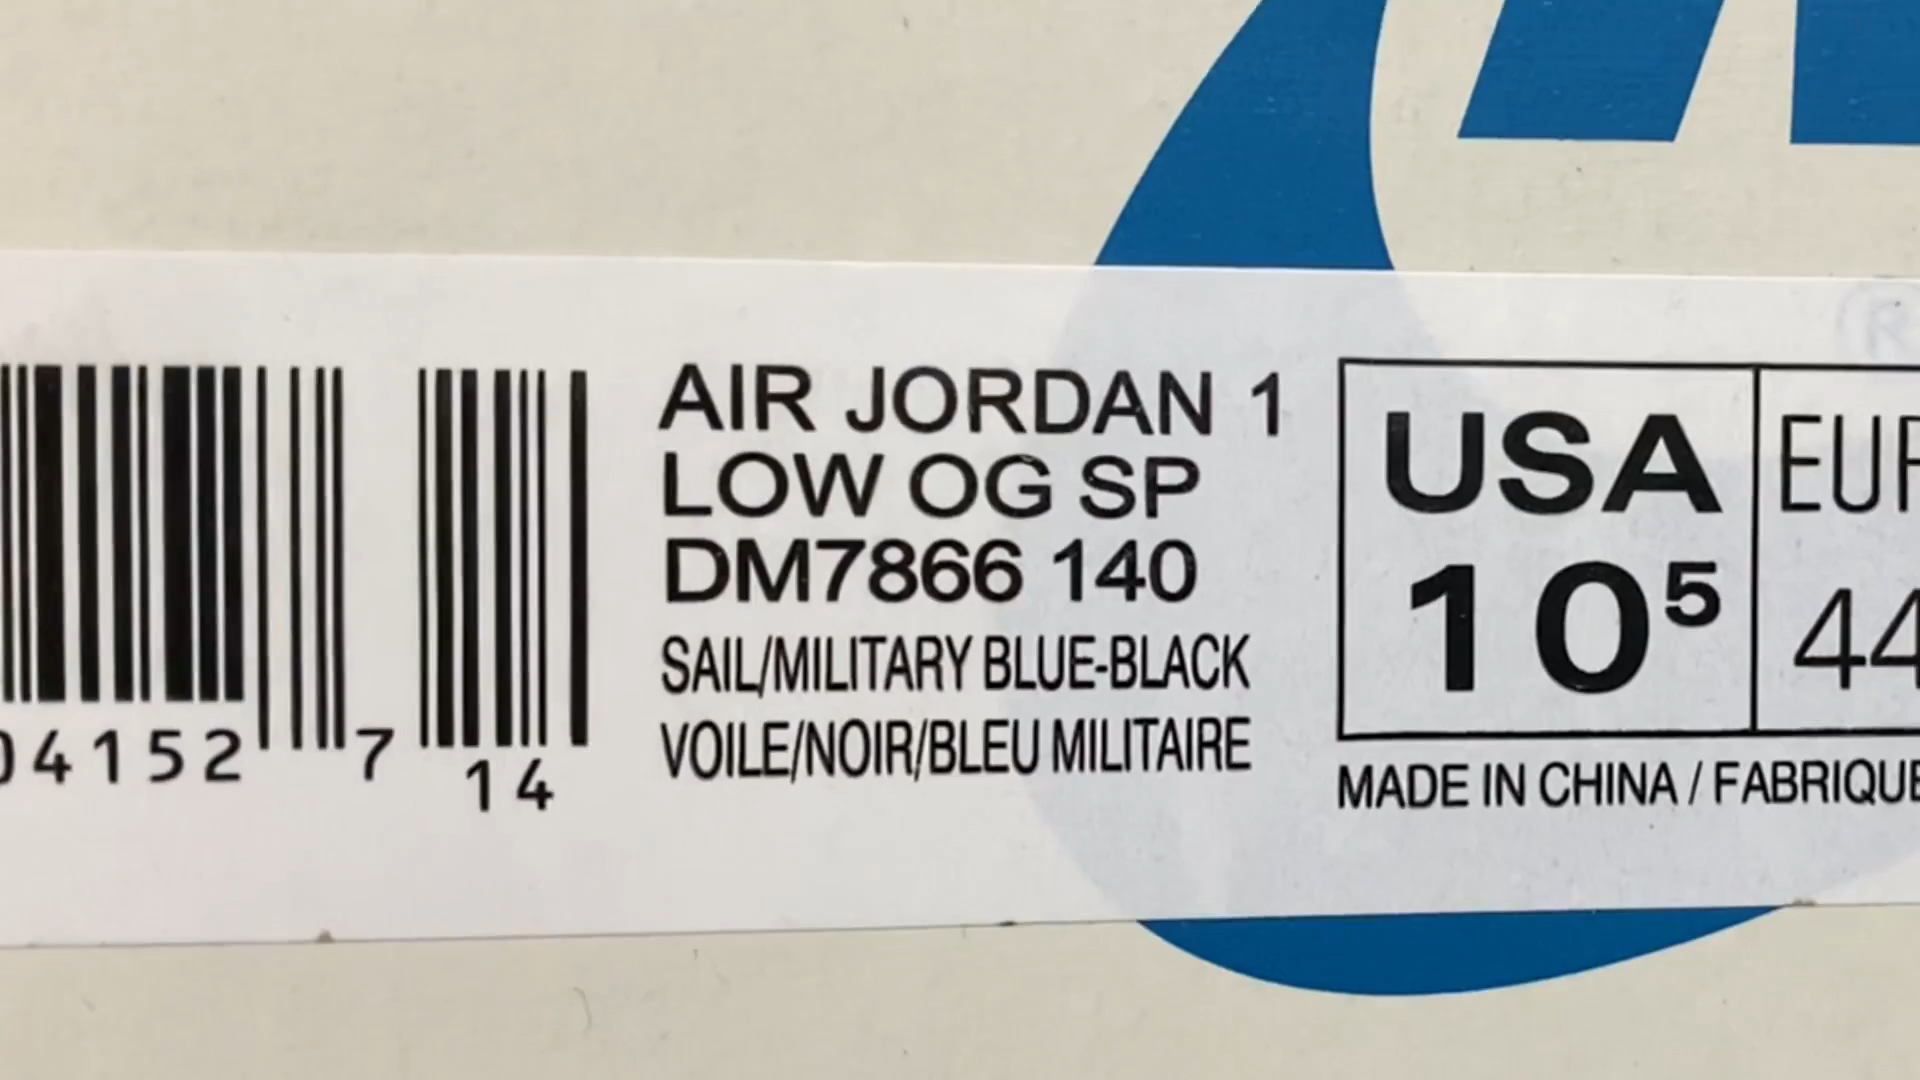 AIR JORDAN 1
LOW OG SP
DM7866 140
SAIL/MILITARY BLUE-BLACK
VOILE/NOIR/BLEU MILITAIRE
USA
10⁵
44
MADE IN CHINA / FABRIQUE
04152 7
14
®